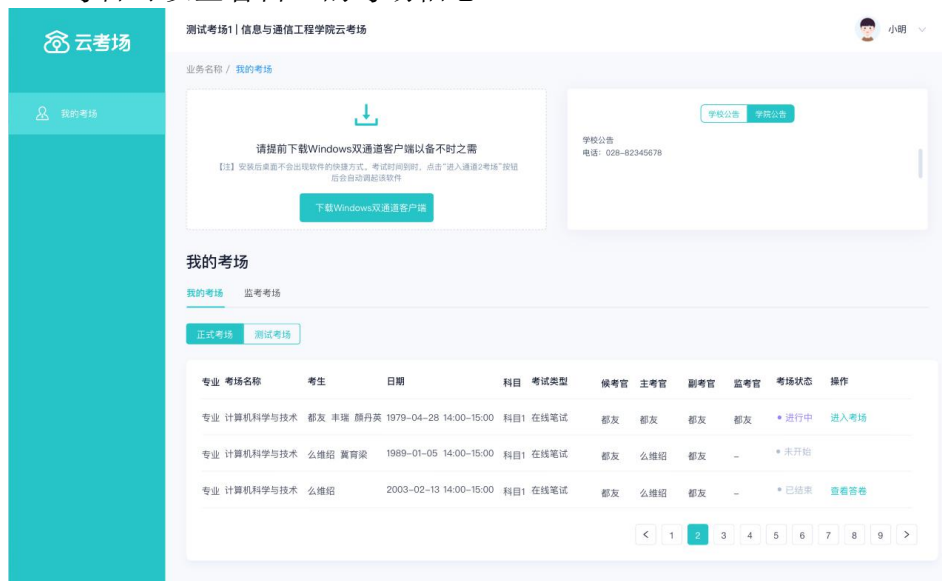 云考场
测试考场1 | 信息与通信工程学院云考场
小明
业务名称 / 我的考场
我的考场
请提前下载Windows双通道客户端以备不时之需
【注】安装后桌面不会出现软件的快捷方式。考试时间到时，点击“进入通道2考场”按钮
后会自动调起该软件
下载Windows双通道客户端
学校公告 学院公告
学校公告
电话：028-82345678
我的考场
我的考场 监考考场
正式考场 测试考场
专业 考场名称 考生 日期 科目 考试类型 候考官 主考官 副考官 监考官 考场状态 操作
专业 计算机科学与技术 都友 丰瑞 颜丹英 1979-04-28 14:00-15:00 科目1 在线笔试 都友 都友 都友 都友 进行中 进入考场
专业 计算机科学与技术 么维绍 冀育梁 1989-01-05 14:00-15:00 科目1 在线笔试 都友 么维绍 都友 - 未开始
专业 计算机科学与技术 么维绍 2003-02-13 14:00-15:00 科目1 在线笔试 都友 么维绍 都友 - 已结束 查看答卷
< 1 2 3 4 5 6 7 8 9 >